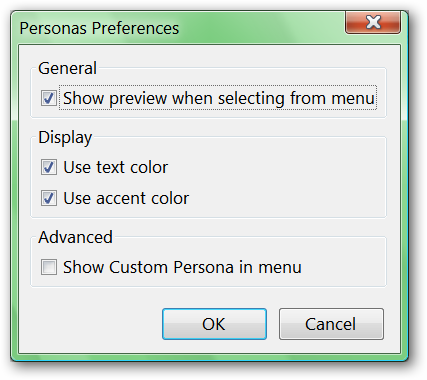 Personas Preferences
General
Show preview when selecting from menu
Display
Use text color
Use accent color
Advanced
Show Custom Persona in menu
OK Cancel